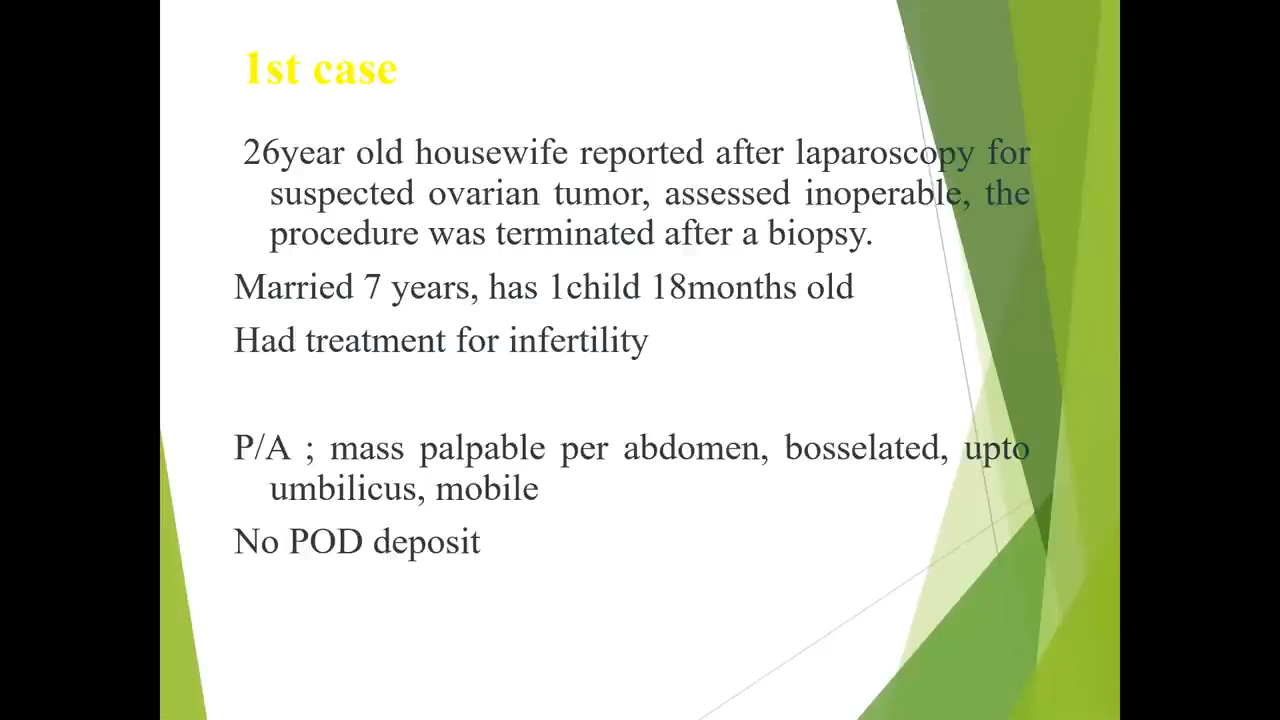 1st case
26year old housewife reported after laparoscopy for
suspected ovarian tumor, assessed inoperable, the
procedure was terminated after a biopsy.
Married 7 years, has 1child 18months old
Had treatment for infertility
P/A ; mass palpable per abdomen, bosselated, upto
umbilicus, mobile
No POD deposit